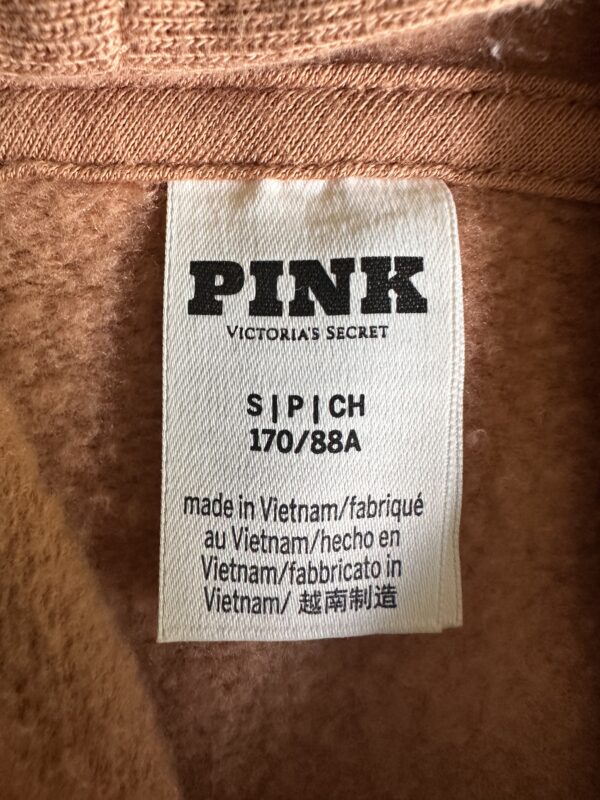 PINK
VICTORIA'S SECRET
S | P | CH
170/88A
made in Vietnam/fabriqué
au Vietnam/hecho en
Vietnam/fabbricato in
Vietnam/ 越南制造